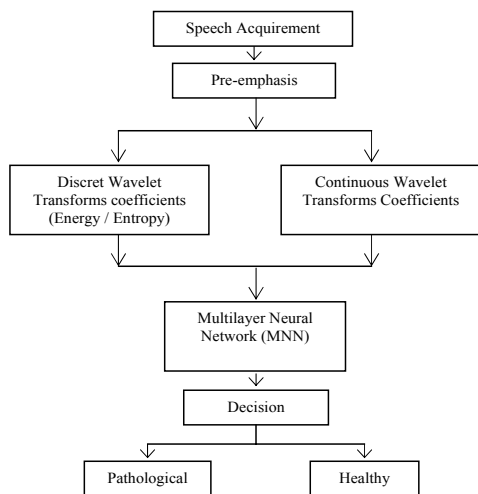 Speech Acquirement
Pre-emphasis
Discret Wavelet
Transforms coefficients
(Energy / Entropy)
Continuous Wavelet
Transforms Coefficients
Multilayer Neural
Network (MNN)
Decision
Pathological
Healthy